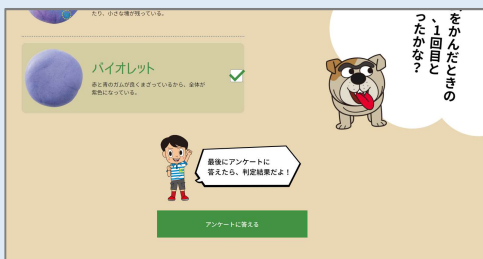 たり、小さな塊が残っている。
バイオレット
赤と青のガムが良くまざっているから、全体が
紫色になっている。
をかんだときの
、1回目と
ったかな?
最後にアンケートに
答えたら、判定結果だよ!
アンケートに答える